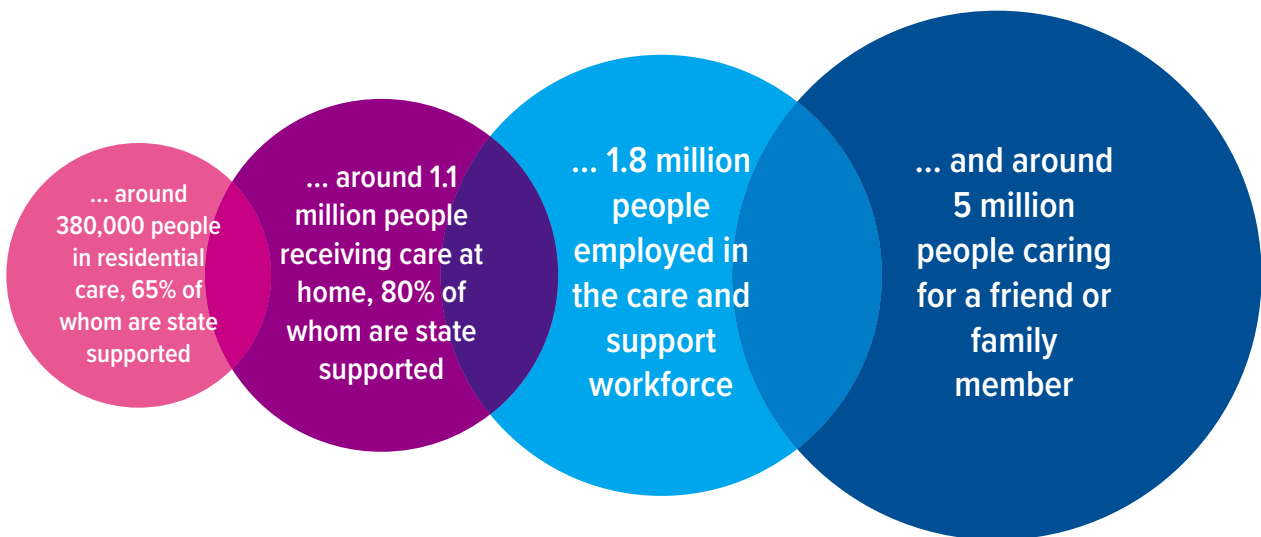 ... around
380,000 people
in residential
care, 65% of
whom are state
supported
... around 1.1
million people
receiving care at
home, 80% of
whom are state
supported
... 1.8 million
people
employed in
the care and
support
workforce
... and around
5 million
people caring
for a friend or
family
member